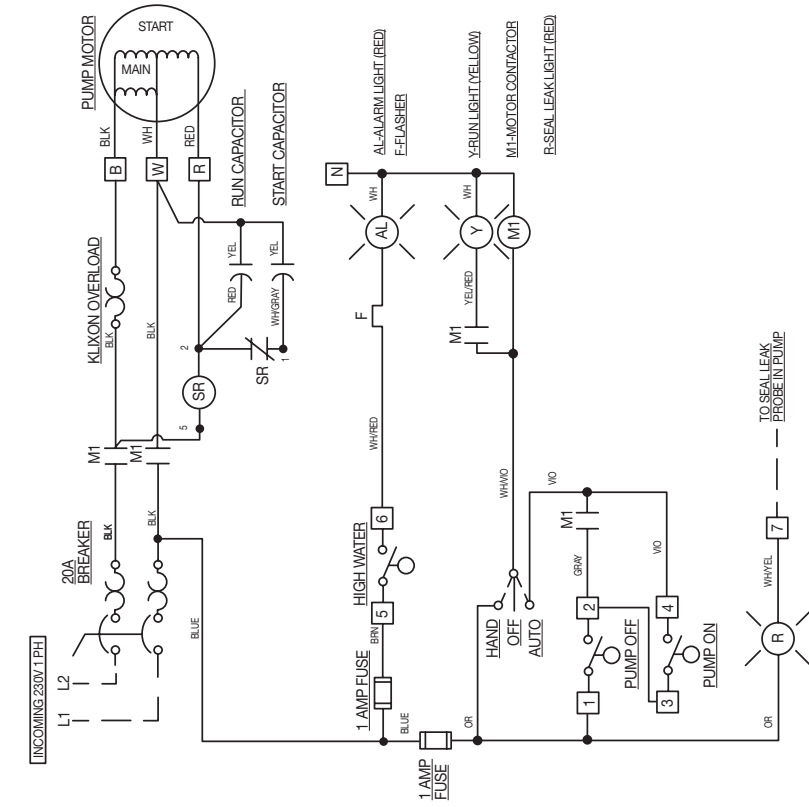 INCOMING 230V 1 PH
L1
L2
20A
BREAKER
BLK
BLK
BLUE
M1
M1
KLIXON OVERLOAD
BLK
BLK
5
SR
2
SR
1
RED
YEL
WH/GRAY
YEL
RUN CAPACITOR
START CAPACITOR
B
W
R
BLK
WH
RED
PUMP MOTOR
START
MAIN
1 AMP FUSE
BRN
5
HIGH WATER
6
WH/RED
F
AL
WH
N
AL-ALARM LIGHT (RED)
F-FLASHER
BLUE
1 AMP
FUSE
OR
HAND
OFF
AUTO
WH/VIO
VIO
M1
YEL/RED
Y
WH
M1
Y-RUN LIGHT (YELLOW)
M1-MOTOR CONTACTOR
R-SEAL LEAK LIGHT (RED)
1
PUMP OFF
2
GRAY
M1
3
PUMP ON
4
VIO
OR
R
WH/YEL
7
TO SEAL LEAK
PROBE IN PUMP